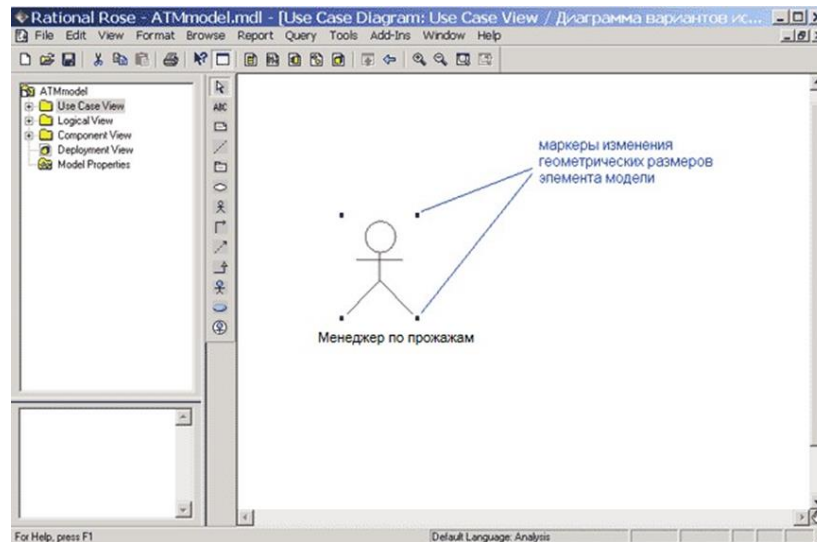 Rational Rose - ATMmodel.mdl - [Use Case Diagram: Use Case View / Диаграмма вариантов ис...
File Edit View Format Browse Report Query Tools Add-Ins Window Help
ATMmodel
Use Case View
Logical View
Component View
Deployment View
Model Properties
ABC
маркеры изменения
геометрических размеров
элемента модели
Менеджер по прожажам
For Help, press F1
Default Language: Analysis